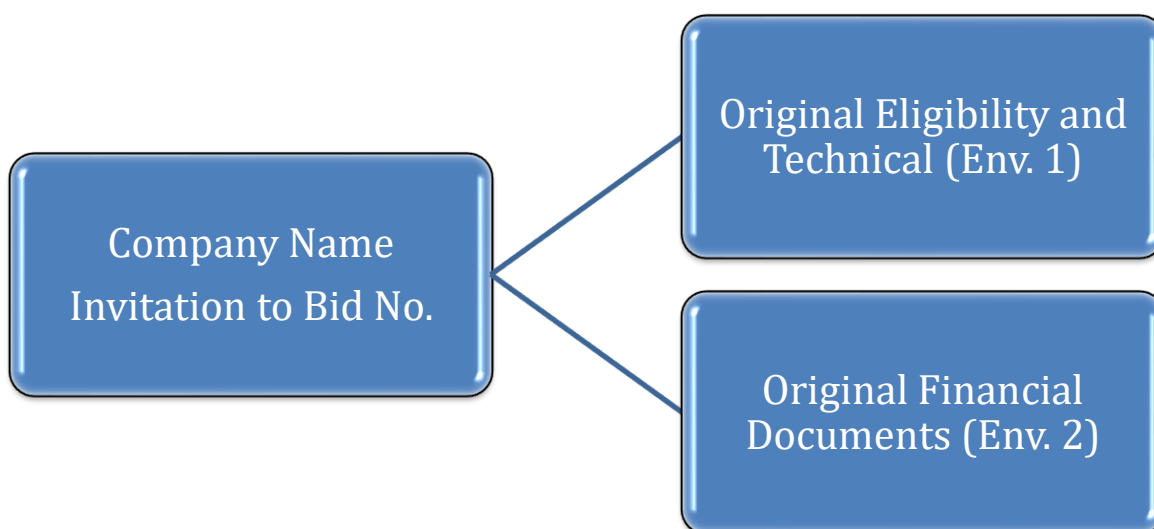 Company Name
Invitation to Bid No.
Original Eligibility and
Technical (Env. 1)
Original Financial
Documents (Env. 2)